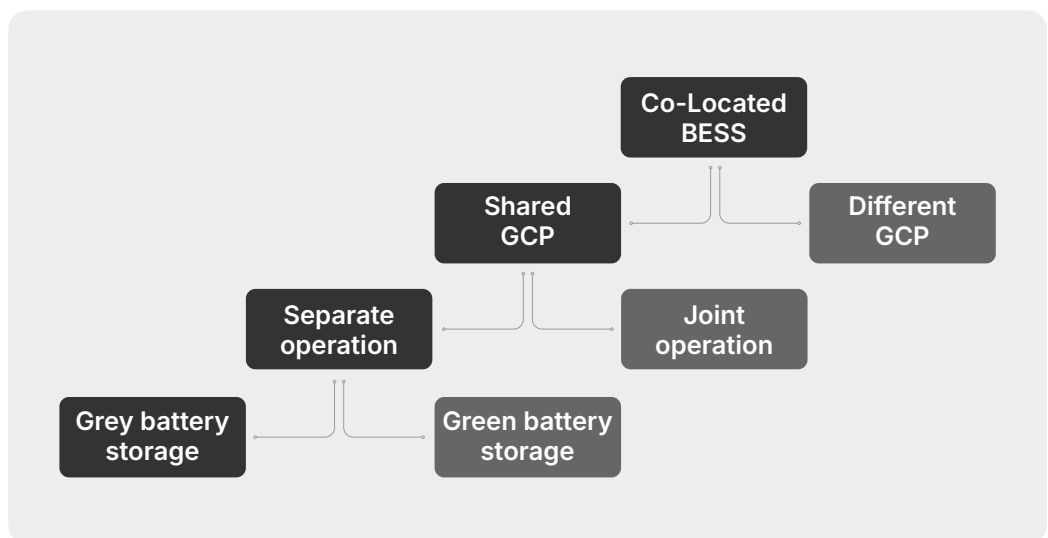 Co-Located
BESS
Shared
GCP
Different
GCP
Separate
operation
Joint
operation
Grey battery
storage
Green battery
storage